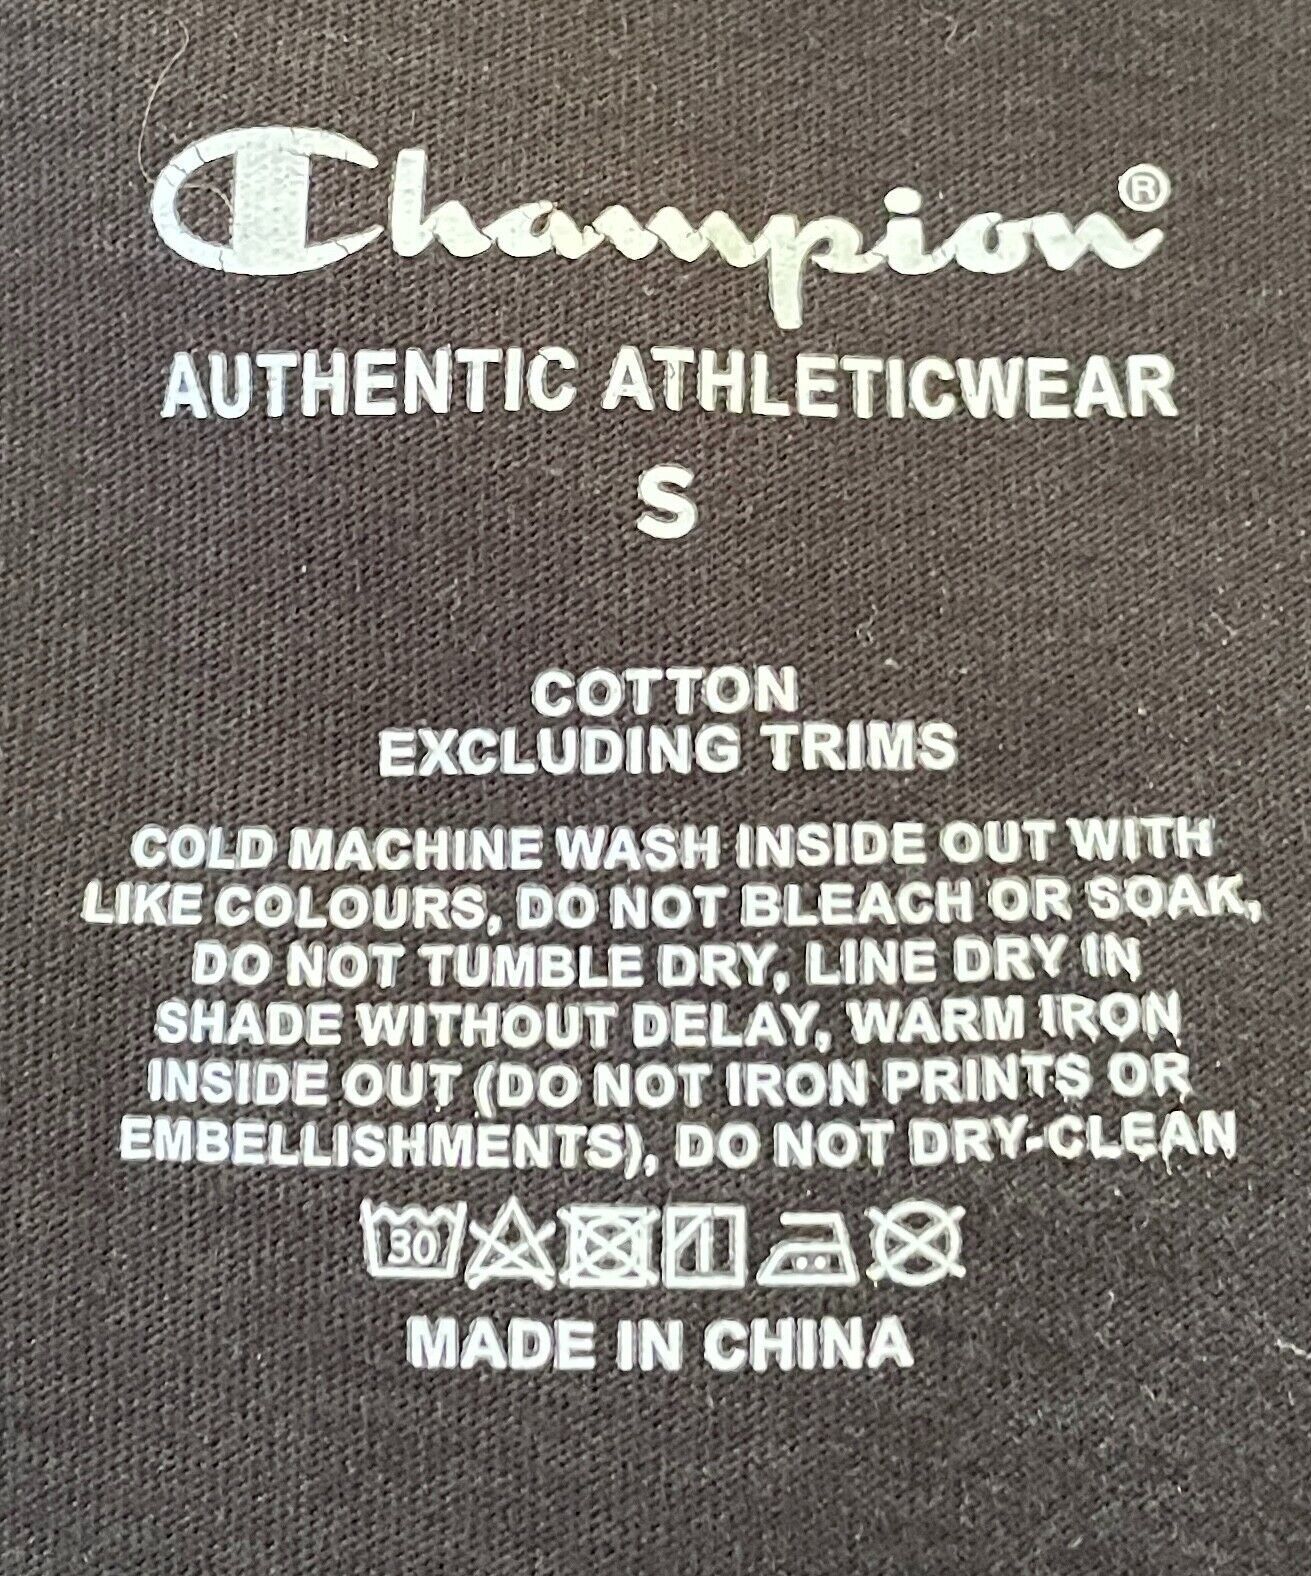 Champion®
AUTHENTIC ATHLETICWEAR
S
COTTON
EXCLUDING TRIMS
COLD MACHINE WASH INSIDE OUT WITH
LIKE COLOURS, DO NOT BLEACH OR SOAK,
DO NOT TUMBLE DRY, LINE DRY IN
SHADE WITHOUT DELAY, WARM IRON
INSIDE OUT (DO NOT IRON PRINTS OR
EMBELLISHMENTS), DO NOT DRY-CLEAN
30
MADE IN CHINA